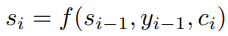 s_i = f(s_{i−1}, y_{i−1}, c_i)